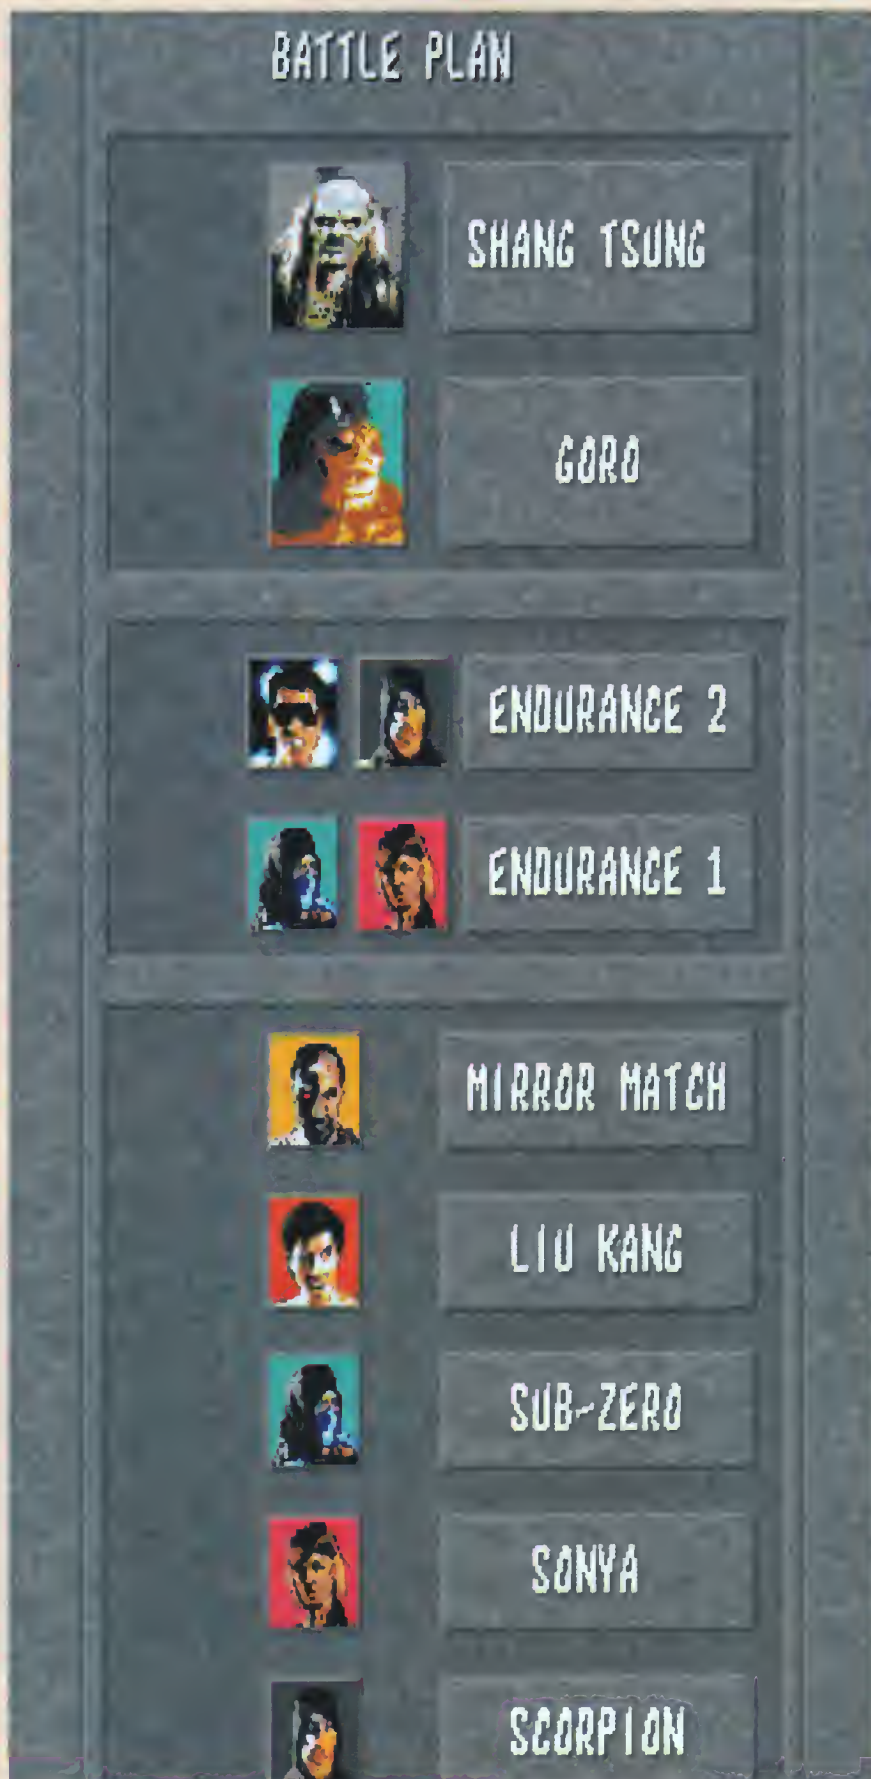 BATTLE PLAN
SHANG TSUNG
GORO
ENDURANCE 2
ENDURANCE 1
MIRROR MATCH
LIU KANG
SUB-ZERO
SONYA
SCORPION